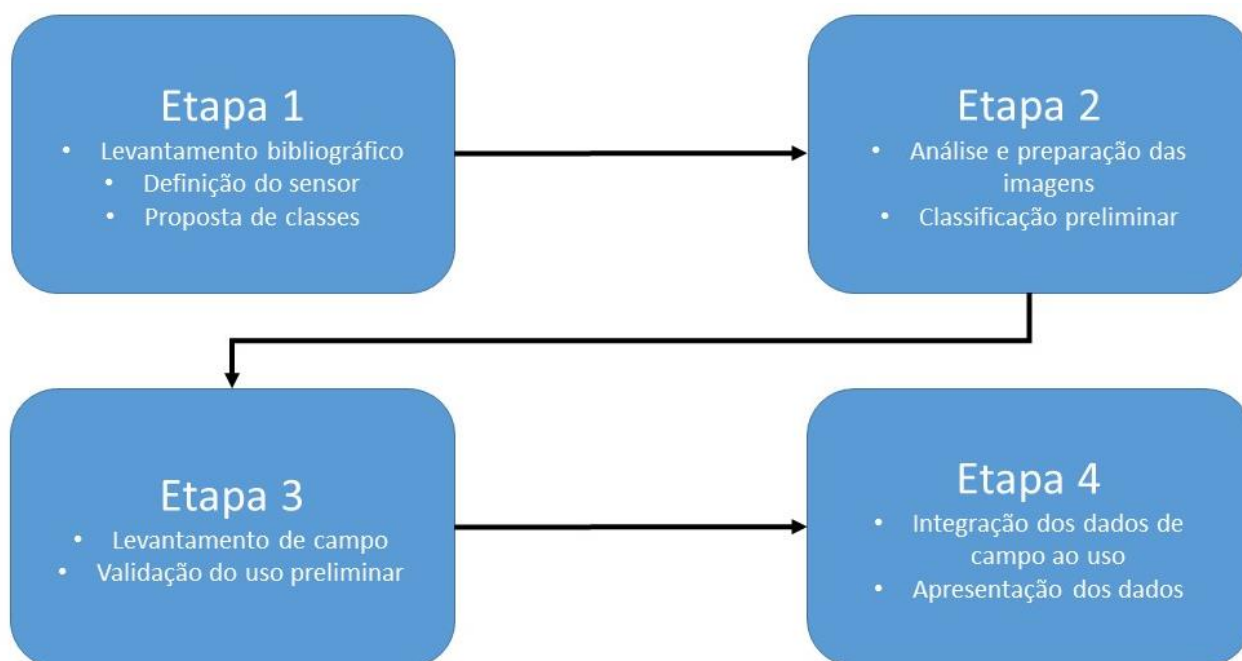 Etapa 1
• Levantamento bibliográfico
• Definição do sensor
• Proposta de classes
Etapa 2
• Análise e preparação das
imagens
• Classificação preliminar
Etapa 3
• Levantamento de campo
• Validação do uso preliminar
Etapa 4
• Integração dos dados de
campo ao uso
• Apresentação dos dados